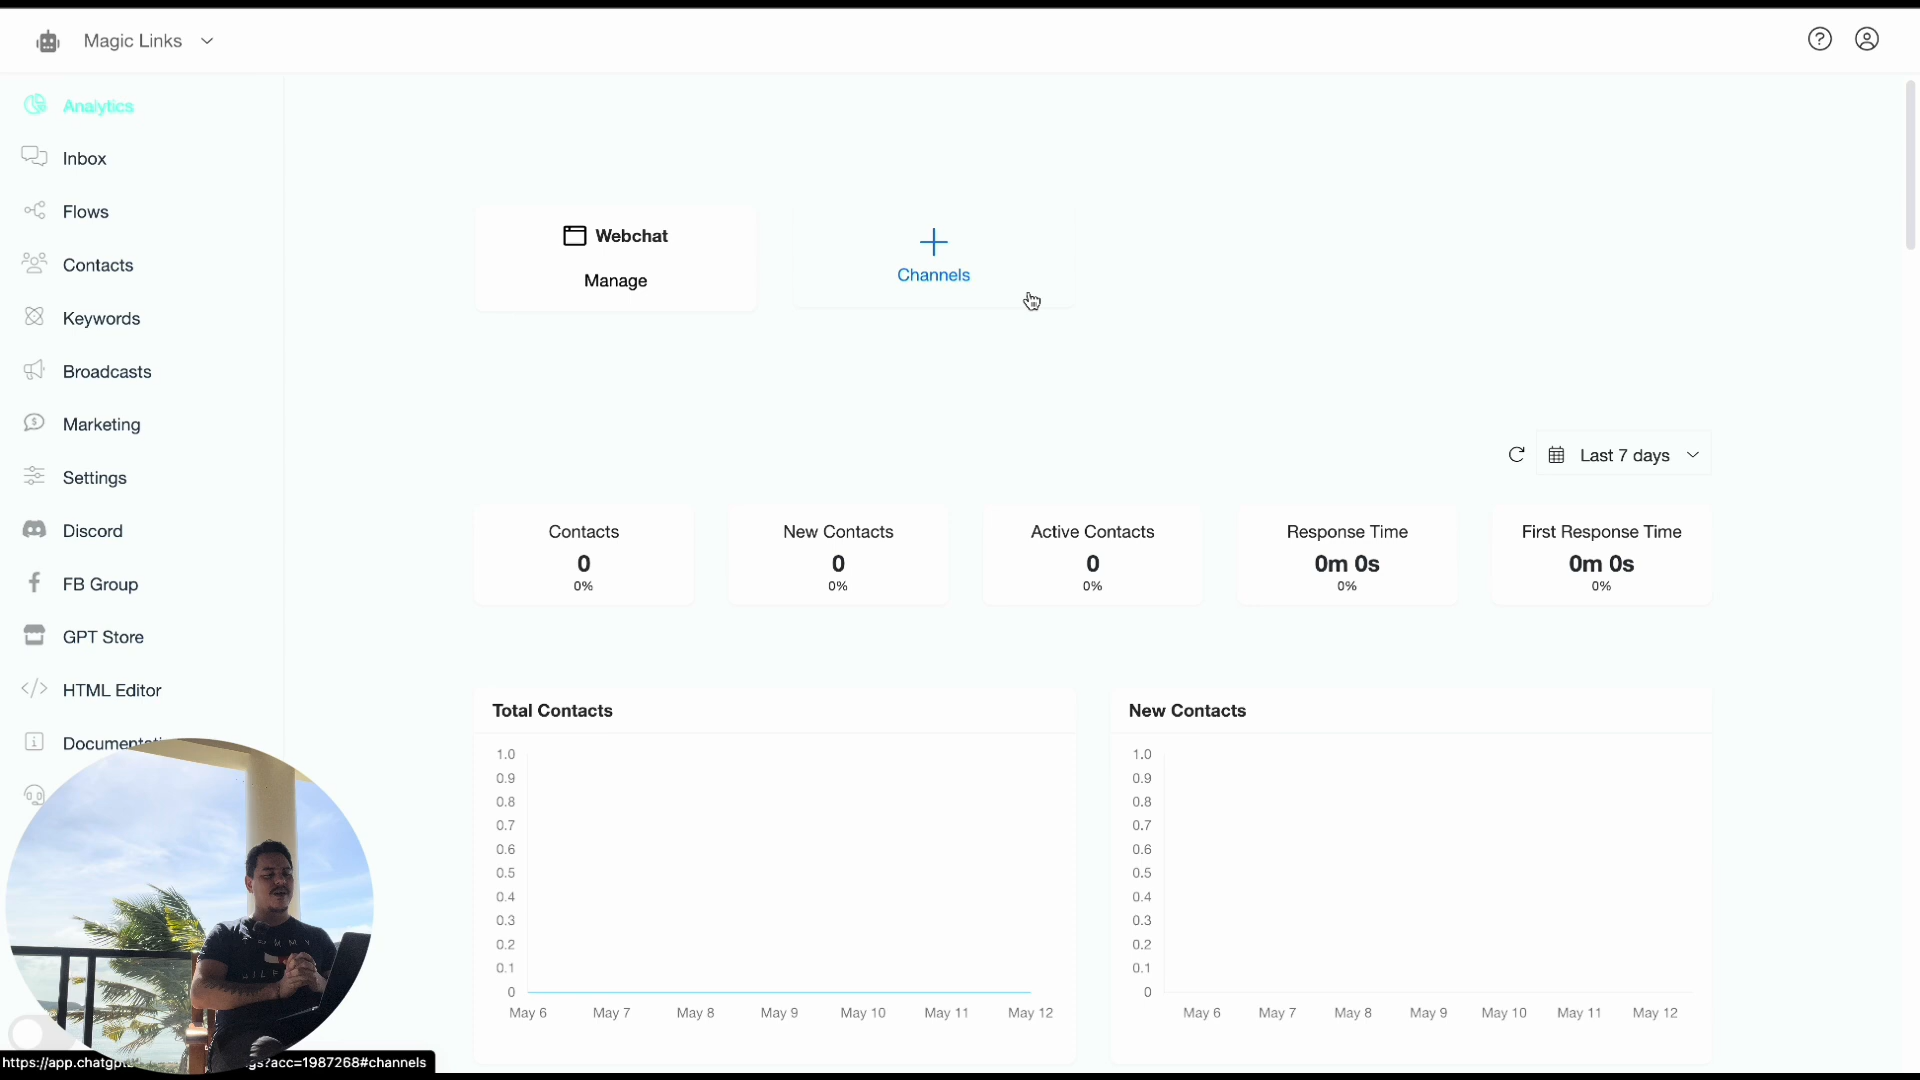 Magic Links
Analytics
Inbox
Flows
Contacts
Keywords
Broadcasts
Marketing
Settings
Discord
FB Group
GPT Store
HTML Editor
Webchat
Manage
Channels
Last 7 days
Contacts
0
0%
New Contacts
0
0%
Active Contacts
0
0%
Response Time
0m 0s
0%
First Response Time
0m 0s
0%
Total Contacts
1.0
0.9
0.8
0.7
0.6
0.5
0.4
0.3
0.2
0.1
0
May 6 May 7 May 8 May 9 May 10 May 11 May 12
New Contacts
1.0
0.9
0.8
0.7
0.6
0.5
0.4
0.3
0.2
0.1
0
May 6 May 7 May 8 May 9 May 10 May 11 May 12